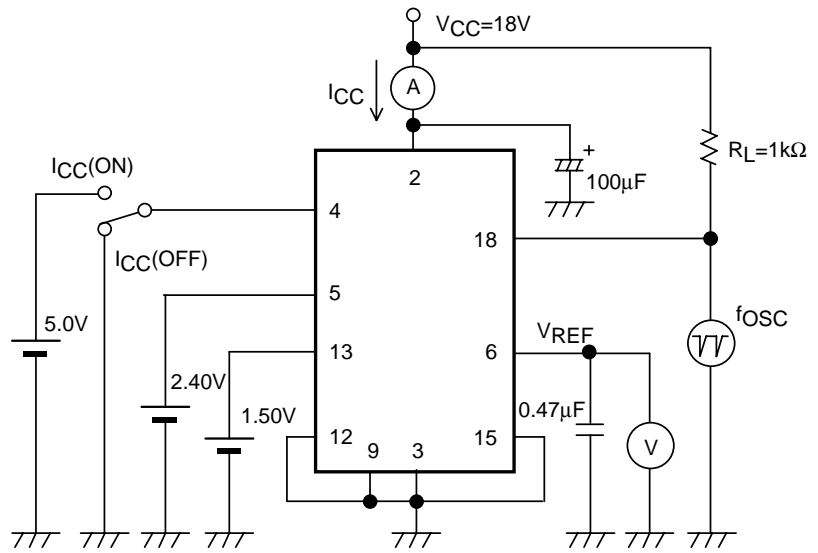 VCC=18V
ICC
A
ICC(ON)
2
+
100μF
RL=1kΩ
4
18
ICC(OFF)
5
5.0V
VREF
fOSC
13
6
2.40V
0.47μF
1.50V
12
15
9
3
V